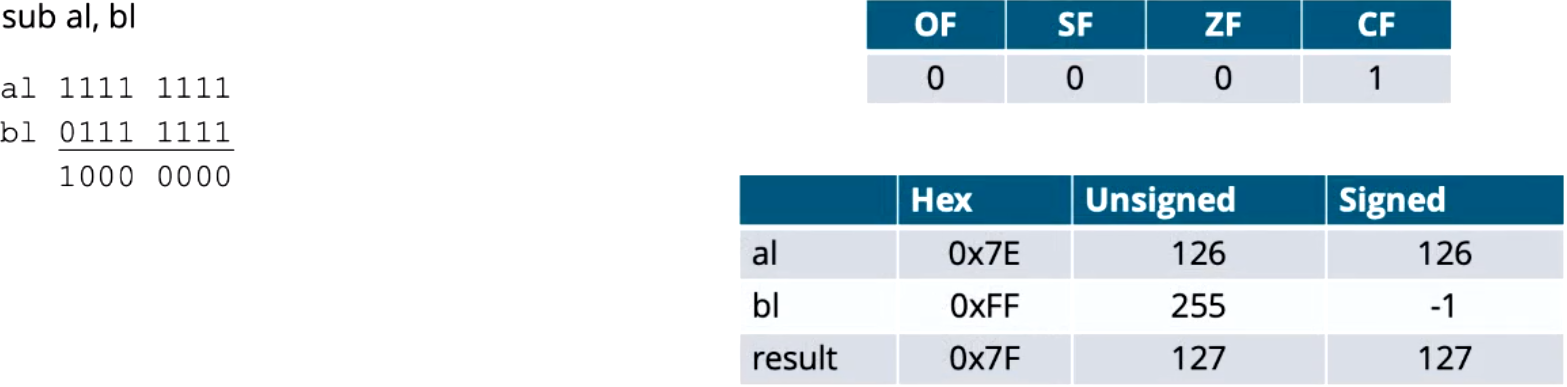 sub al, bl
al 1111 1111
bl 0111 1111
1000 0000
OF SF ZF CF
0 0 0 1
Hex Unsigned Signed
al 0x7E 126 126
bl 0xFF 255 -1
result 0x7F 127 127